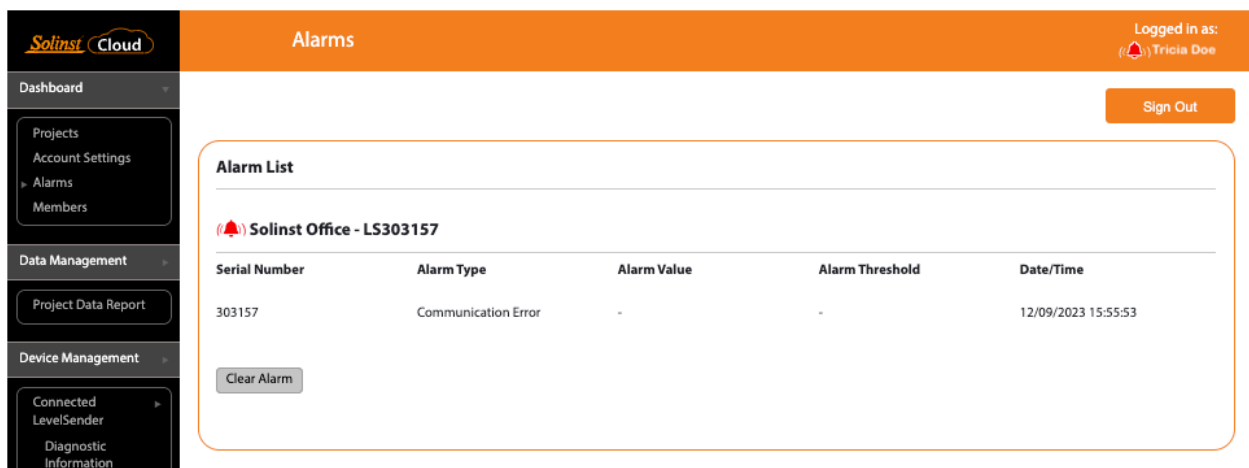 Solinst Cloud
Alarms
Logged in as:
Tricia Doe
Dashboard
Sign Out
Projects
Account Settings
Alarms
Members
Alarm List
Solinst Office - LS303157
Data Management
Serial Number Alarm Type Alarm Value Alarm Threshold Date/Time
Project Data Report
303157 Communication Error - - 12/09/2023 15:55:53
Device Management
Clear Alarm
Connected
LevelSender
Diagnostic
Information